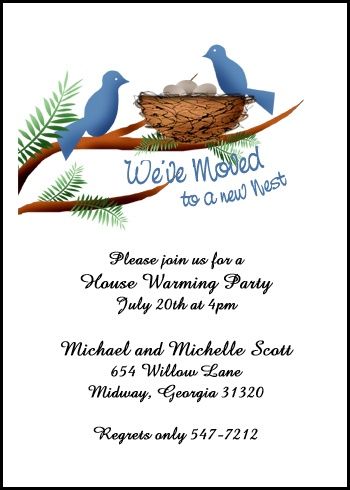 We've Moved
to a new Nest
Please join us for a
House Warming Party
July 20th at 4pm
Michael and Michelle Scott
654 Willow Lane
Midway, Georgia 31320
Regrets only 547-7212